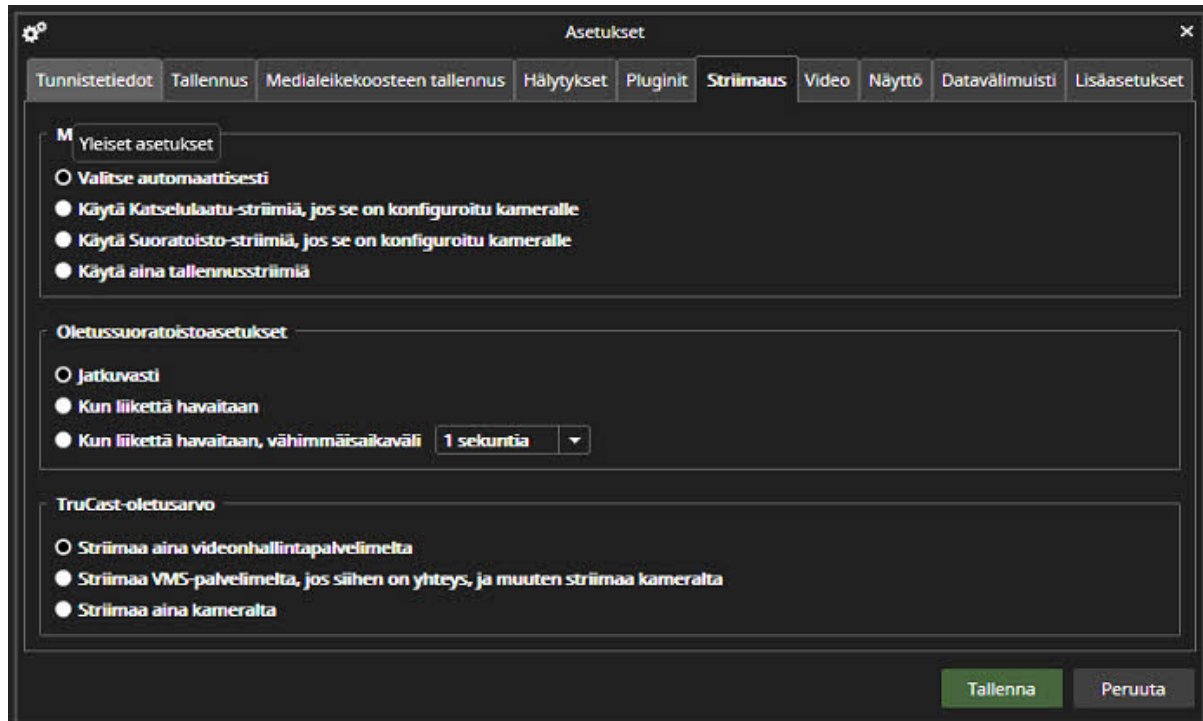 Asetukset
Tunnistetiedot Tallennus Medialeikekoosteen tallennus Hälytykset Pluginit Striimaus Video Näyttö Datavälimuisti Lisäasetukset
M
Yleiset asetukset
Valitse automaattisesti
Käytä Katselulaatu-striimiä, jos se on konfiguroitu kameralle
Käytä Suoratoisto-striimiä, jos se on konfiguroitu kameralle
Käytä aina tallennusstriimiä
Oletussuoratoistoasetukset
Jatkuvasti
Kun liikettä havaitaan
Kun liikettä havaitaan, vähimmäisaikaväli 1 sekuntia
TruCast-oletusarvo
Striimaa aina videonhallintapalvelimelta
Striimaa VMS-palvelimelta, jos siihen on yhteys, ja muuten striimaa kameralta
Striimaa aina kameralta
Tallenna Peruuta